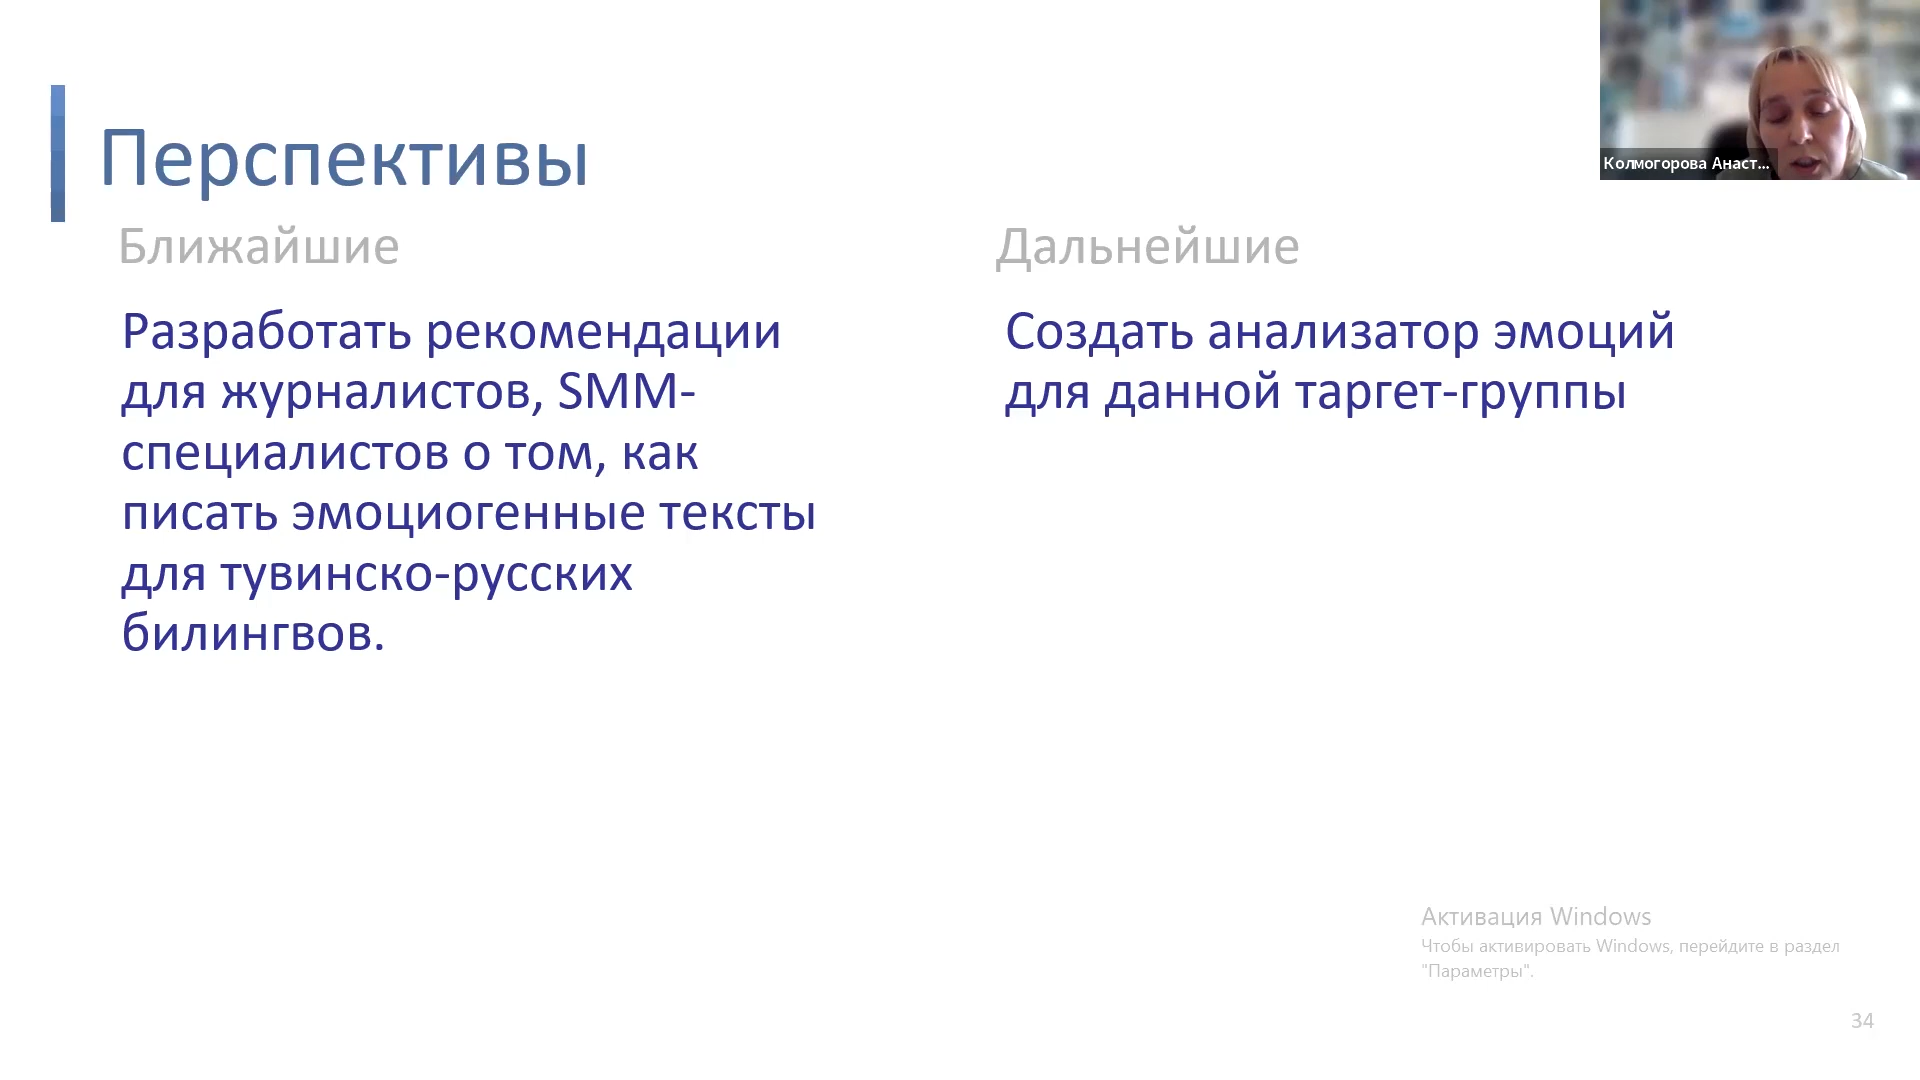 Колмогорова Анаст...
Перспективы
Ближайшие
Разработать рекомендации
для журналистов, SMM-
специалистов о том, как
писать эмоциогенные тексты
для тувинско-русских
билингвов.
Дальнейшие
Создать анализатор эмоций
для данной таргет-группы
Активация Windows
Чтобы активировать Windows, перейдите в раздел
"Параметры".
34